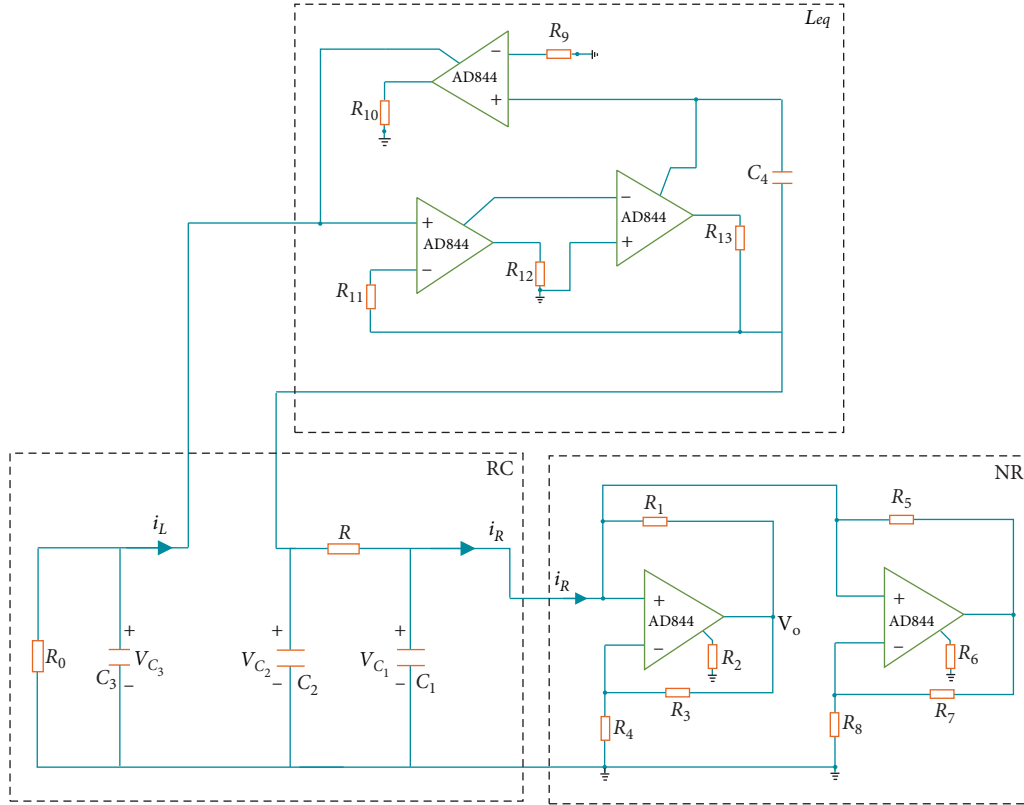 Leq
R9
−
AD844
+
R10
C4
+
AD844
−
−
AD844
+
R13
R12
R11
RC
NR
iL
R
iR
R0
+
VC3
−
C3
+
VC2
−
C2
+
VC1
−
C1
iR
R1
+
AD844
−
Vo
R2
R3
R4
R5
+
AD844
−
R6
R7
R8